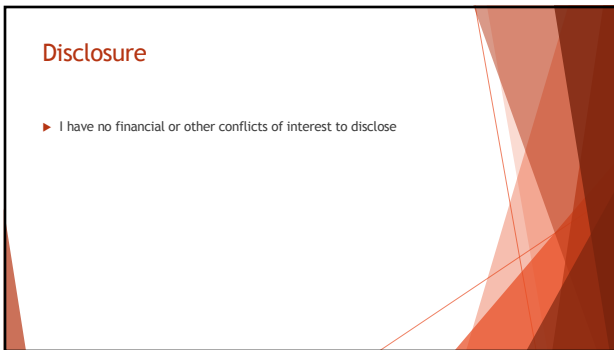 Disclosure
► I have no financial or other conflicts of interest to disclose